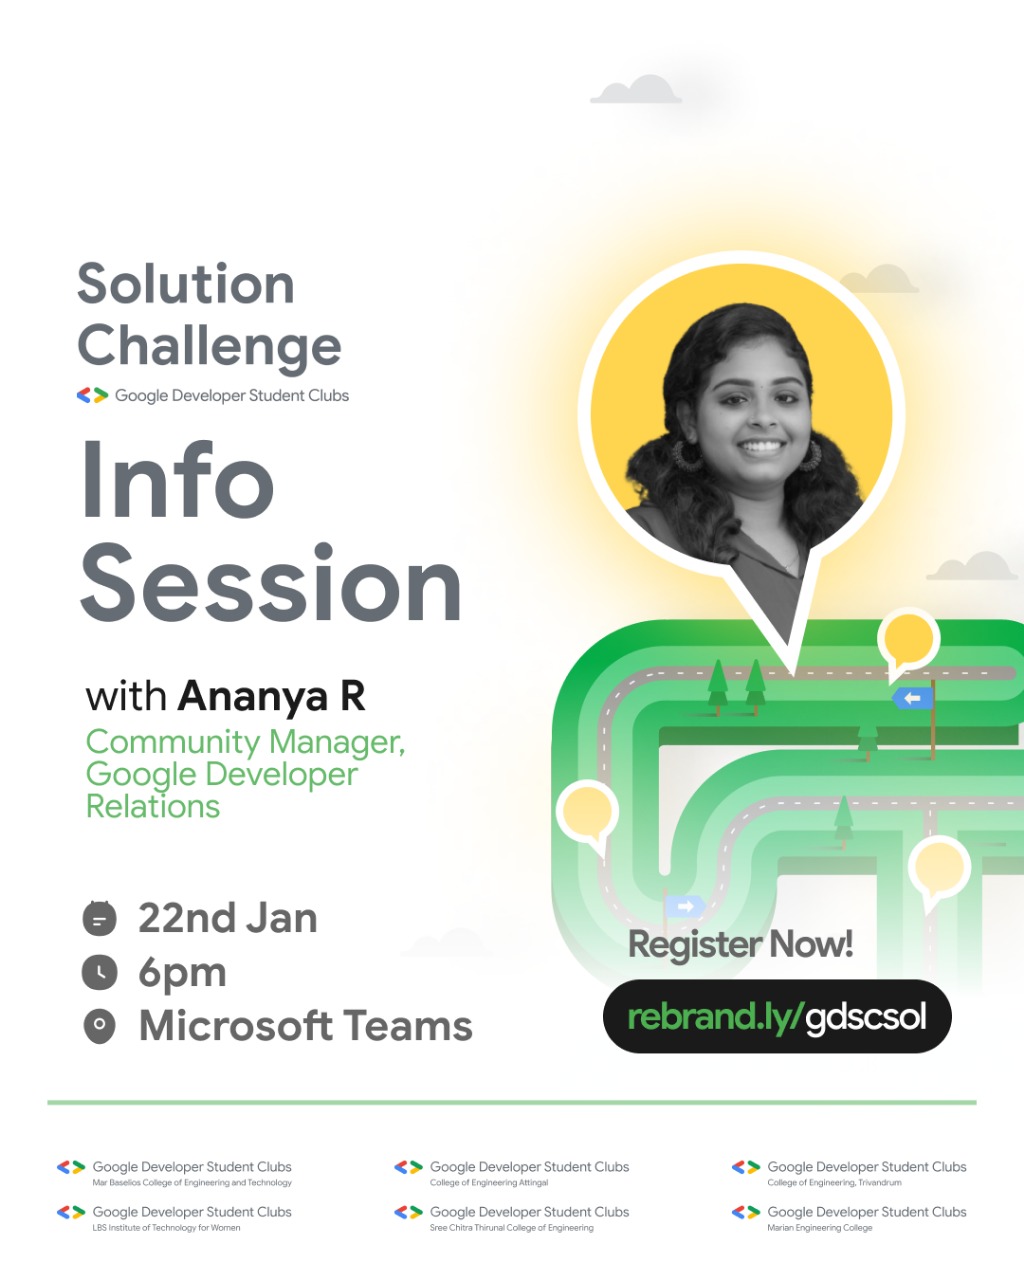 Solution
Challenge
Google Developer Student Clubs
Info
Session
with Ananya R
Community Manager,
Google Developer
Relations
22nd Jan
6pm
Microsoft Teams
Register Now!
rebrand.ly/gdscsol
Google Developer Student Clubs
Mar Baselios College of Engineering and Technology
Google Developer Student Clubs
College of Engineering Attingal
Google Developer Student Clubs
College of Engineering, Trivandrum
Google Developer Student Clubs
LBS Institute of Technology for Women
Google Developer Student Clubs
Sree Chitra Thirunal College of Engineering
Google Developer Student Clubs
Marian Engineering College